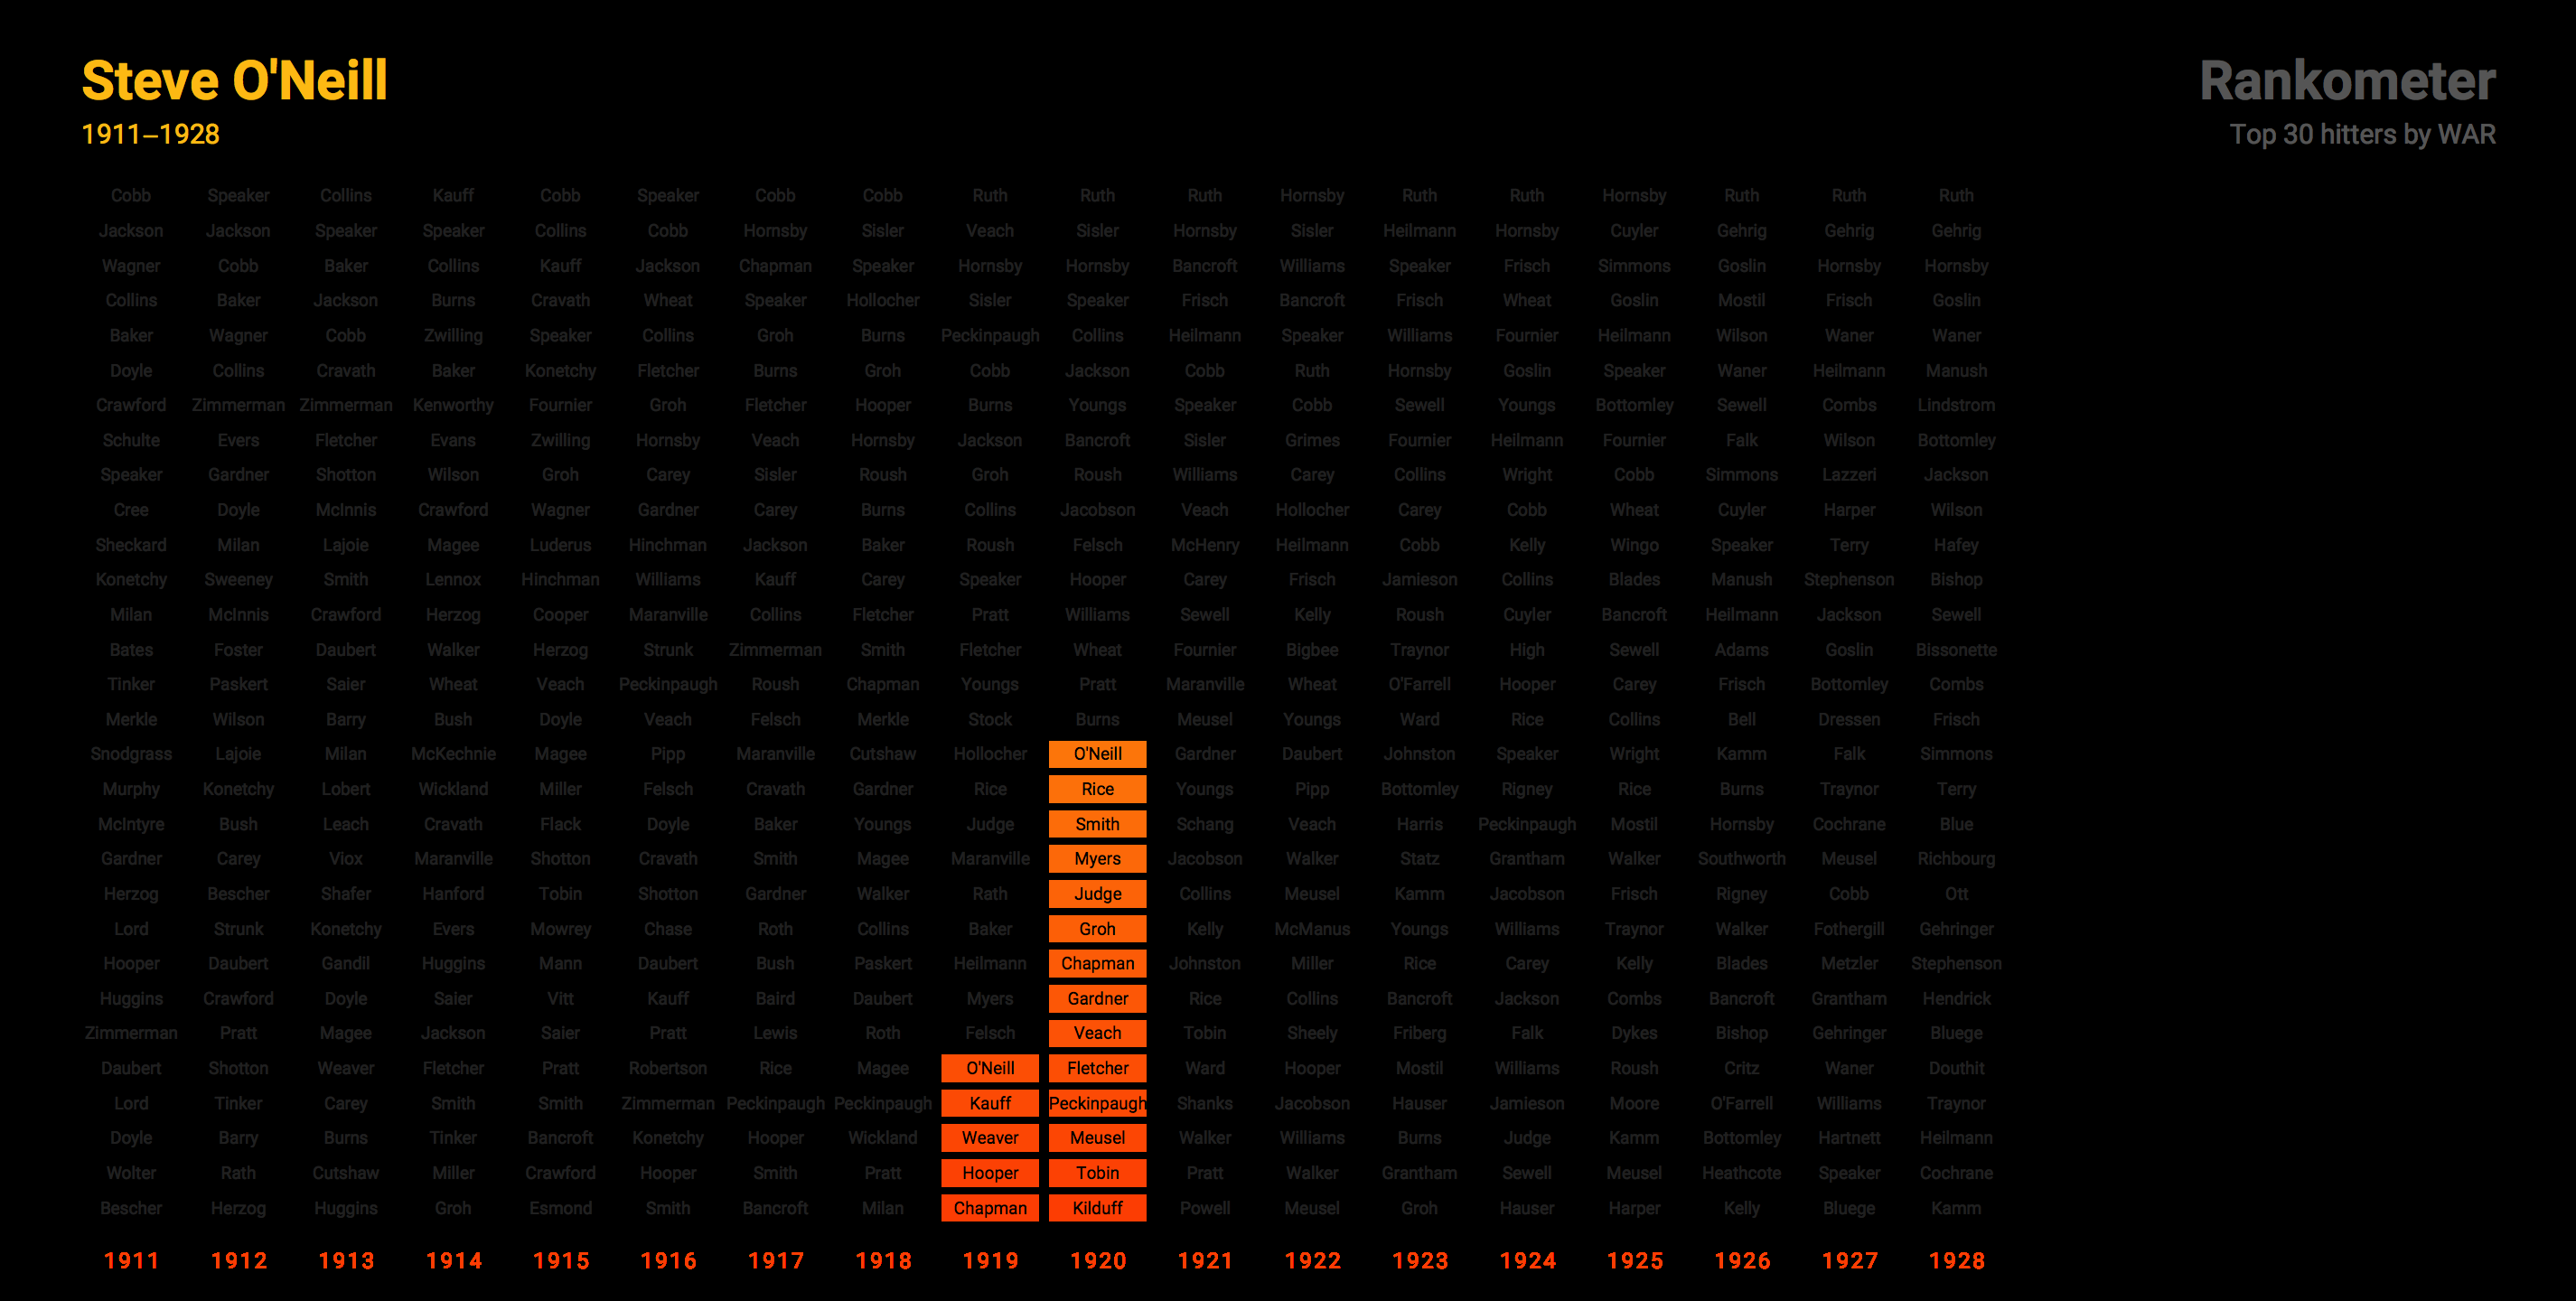 Steve O'Neill
1911–1928
Rankometer
Top 30 hitters by WAR
Cobb Speaker Collins Kauff Cobb Speaker Cobb Cobb Ruth Ruth Ruth Hornsby Ruth Ruth Hornsby Ruth Ruth Ruth
Jackson Jackson Speaker Speaker Collins Cobb Hornsby Sisler Veach Sisler Hornsby Sisler Heilmann Hornsby Cuyler Gehrig Gehrig Gehrig
Wagner Cobb Baker Collins Kauff Jackson Chapman Speaker Hornsby Hornsby Bancroft Williams Speaker Frisch Simmons Goslin Hornsby Hornsby
Collins Baker Jackson Burns Cravath Wheat Speaker Hollocher Sisler Speaker Frisch Bancroft Frisch Wheat Goslin Mostil Frisch Goslin
Baker Wagner Cobb Zwilling Speaker Collins Groh Burns Peckinpaugh Collins Heilmann Speaker Williams Fournier Heilmann Wilson Waner Waner
Doyle Collins Cravath Baker Konetchy Fletcher Burns Groh Cobb Jackson Cobb Ruth Hornsby Goslin Speaker Waner Heilmann Manush
Crawford Zimmerman Zimmerman Kenworthy Fournier Groh Fletcher Hooper Burns Youngs Speaker Cobb Sewell Youngs Bottomley Sewell Combs Lindstrom
Schulte Evers Fletcher Evans Zwilling Hornsby Veach Hornsby Jackson Bancroft Sisler Grimes Fournier Heilmann Fournier Falk Wilson Bottomley
Speaker Gardner Shotton Wilson Groh Carey Sisler Roush Groh Roush Williams Carey Collins Wright Cobb Simmons Lazzeri Jackson
Cree Doyle McInnis Crawford Wagner Gardner Carey Burns Collins Jacobson Veach Hollocher Carey Cobb Wheat Cuyler Harper Wilson
Sheckard Milan Lajoie Magee Luderus Hinchman Jackson Baker Roush Felsch McHenry Heilmann Cobb Kelly Wingo Speaker Terry Hafey
Konetchy Sweeney Smith Lennox Hinchman Williams Kauff Carey Speaker Hooper Carey Frisch Jamieson Collins Blades Manush Stephenson Bishop
Milan McInnis Crawford Herzog Cooper Maranville Collins Fletcher Pratt Williams Sewell Kelly Roush Cuyler Bancroft Heilmann Jackson Sewell
Bates Foster Daubert Walker Herzog Strunk Zimmerman Smith Fletcher Wheat Fournier Bigbee Traynor High Sewell Adams Goslin Bissonette
Tinker Paskert Saier Wheat Veach Peckinpaugh Roush Chapman Youngs Pratt Maranville Wheat O'Farrell Hooper Carey Frisch Bottomley Combs
Merkle Wilson Barry Bush Doyle Veach Felsch Merkle Stock Burns Meusel Youngs Ward Rice Collins Bell Dressen Frisch
Snodgrass Lajoie Milan McKechnie Magee Pipp Maranville Cutshaw Hollocher O'Neill Gardner Daubert Johnston Speaker Wright Kamm Falk Simmons
Murphy Konetchy Lobert Wickland Miller Felsch Cravath Gardner Rice Rice Youngs Pipp Bottomley Rigney Rice Burns Traynor Terry
McIntyre Bush Leach Cravath Flack Doyle Baker Youngs Judge Smith Schang Veach Harris Peckinpaugh Mostil Hornsby Cochrane Blue
Gardner Carey Viox Maranville Shotton Cravath Smith Magee Maranville Myers Jacobson Walker Statz Grantham Walker Southworth Meusel Richbourg
Herzog Bescher Shafer Hanford Tobin Shotton Gardner Walker Rath Judge Collins Meusel Kamm Jacobson Frisch Rigney Cobb Ott
Lord Strunk Konetchy Evers Mowrey Chase Roth Collins Baker Groh Kelly McManus Youngs Williams Traynor Walker Fothergill Gehringer
Hooper Daubert Gandil Huggins Mann Daubert Bush Paskert Heilmann Chapman Johnston Miller Rice Carey Kelly Blades Metzler Stephenson
Huggins Crawford Doyle Saier Vitt Kauff Baird Daubert Myers Gardner Rice Collins Bancroft Jackson Combs Bancroft Grantham Hendrick
Zimmerman Pratt Magee Jackson Saier Pratt Lewis Roth Felsch Veach Tobin Sheely Friberg Falk Dykes Bishop Gehringer Bluege
Daubert Shotton Weaver Fletcher Pratt Robertson Rice Magee O'Neill Fletcher Ward Hooper Mostil Williams Roush Critz Waner Douthit
Lord Tinker Carey Smith Smith Zimmerman Peckinpaugh Peckinpaugh Kauff Peckinpaugh Shanks Jacobson Hauser Jamieson Moore O'Farrell Williams Traynor
Doyle Barry Burns Tinker Bancroft Konetchy Hooper Wickland Weaver Meusel Walker Williams Burns Judge Kamm Bottomley Hartnett Heilmann
Wolter Rath Cutshaw Miller Crawford Hooper Smith Pratt Hooper Tobin Pratt Walker Grantham Sewell Meusel Heathcote Speaker Cochrane
Bescher Herzog Huggins Groh Esmond Smith Bancroft Milan Chapman Kilduff Powell Meusel Groh Hauser Harper Kelly Bluege Kamm
1911 1912 1913 1914 1915 1916 1917 1918 1919 1920 1921 1922 1923 1924 1925 1926 1927 1928